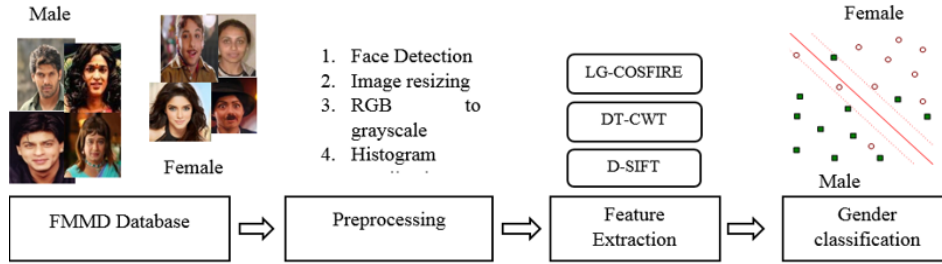 Male
Female
1. Face Detection
2. Image resizing
3. RGB to
grayscale
4. Histogram
LG-COSFIRE
DT-CWT
D-SIFT
Female
Male
FMMD Database
Preprocessing
Feature
Extraction
Gender
classification